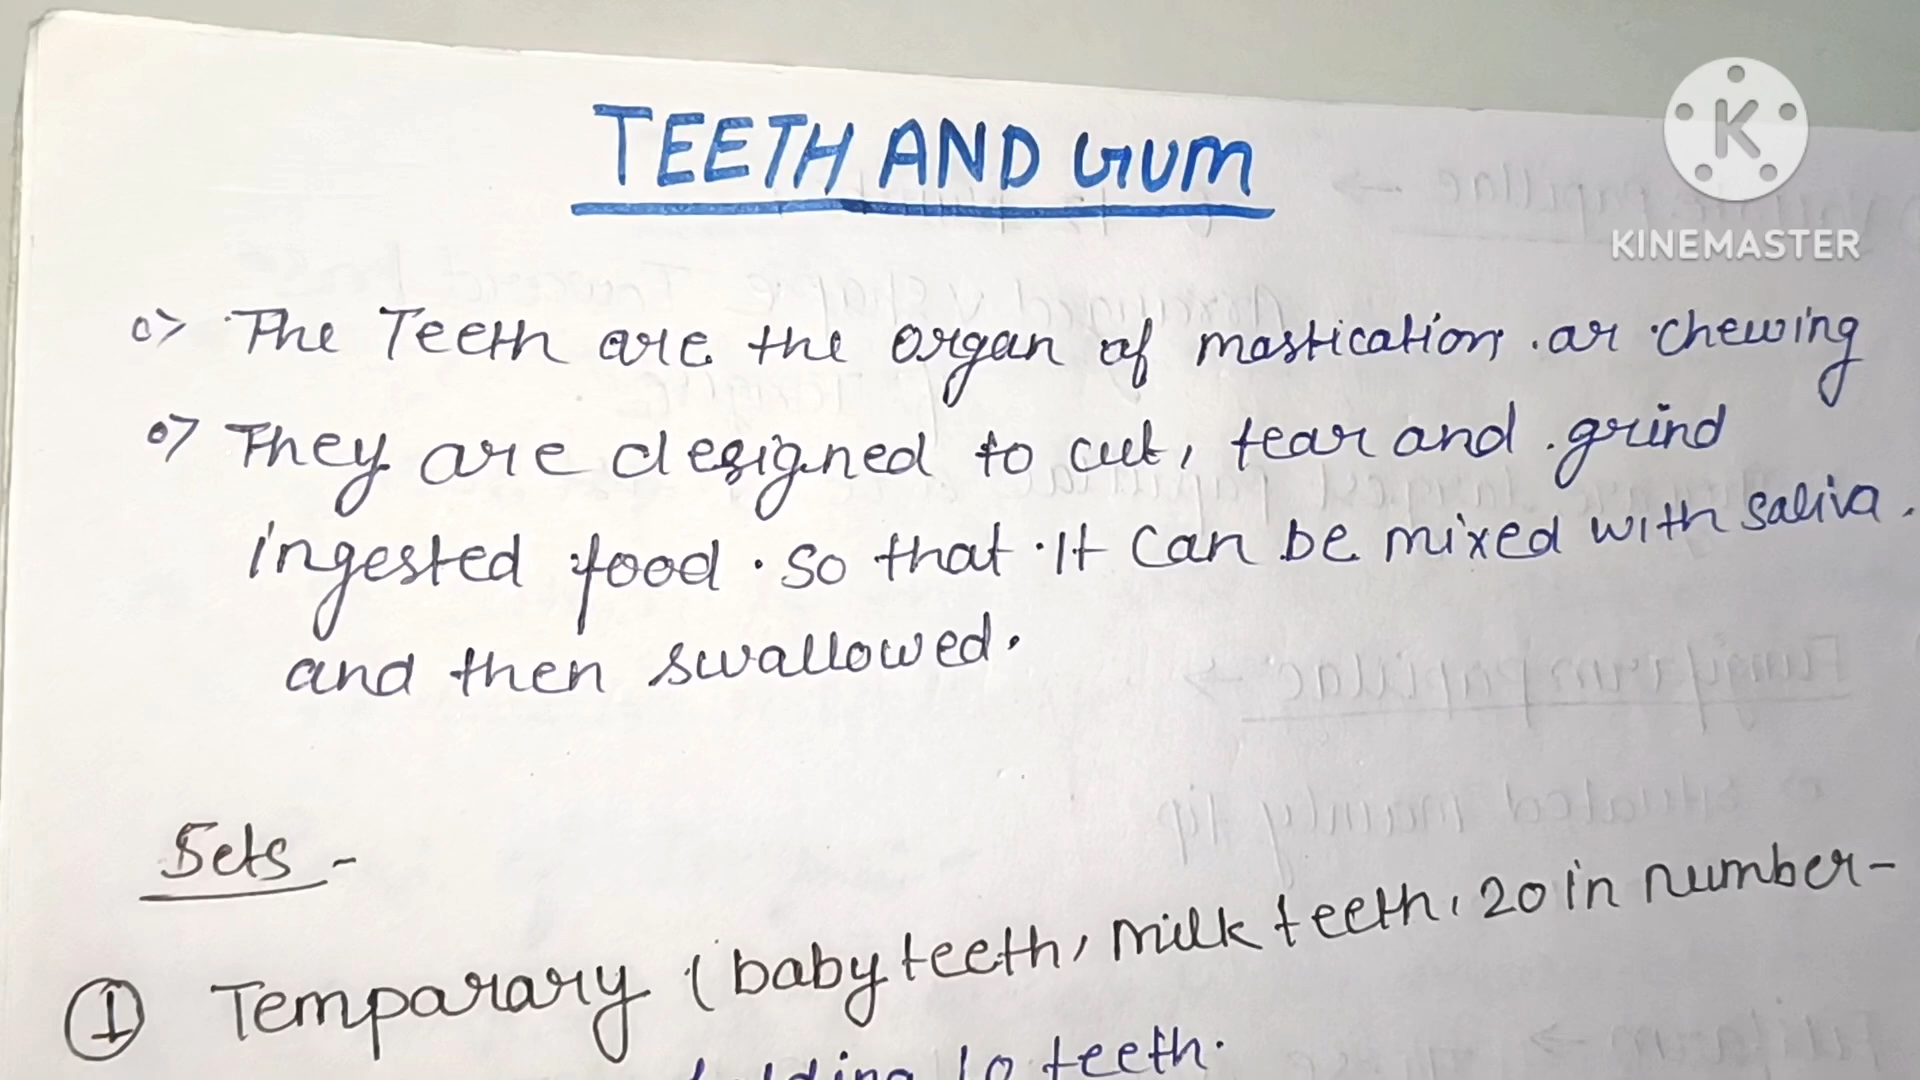 TEETH AND GUM
K
KINEMASTER
The Teeth are the organ of mastication, or chewing
They are designed to cut, tear and grind
ingested food. so that it can be mixed with saliva.
and then swallowed.
Sets -
① Temparary (baby teeth, milk teeth, 20 in number-
10 teeth.